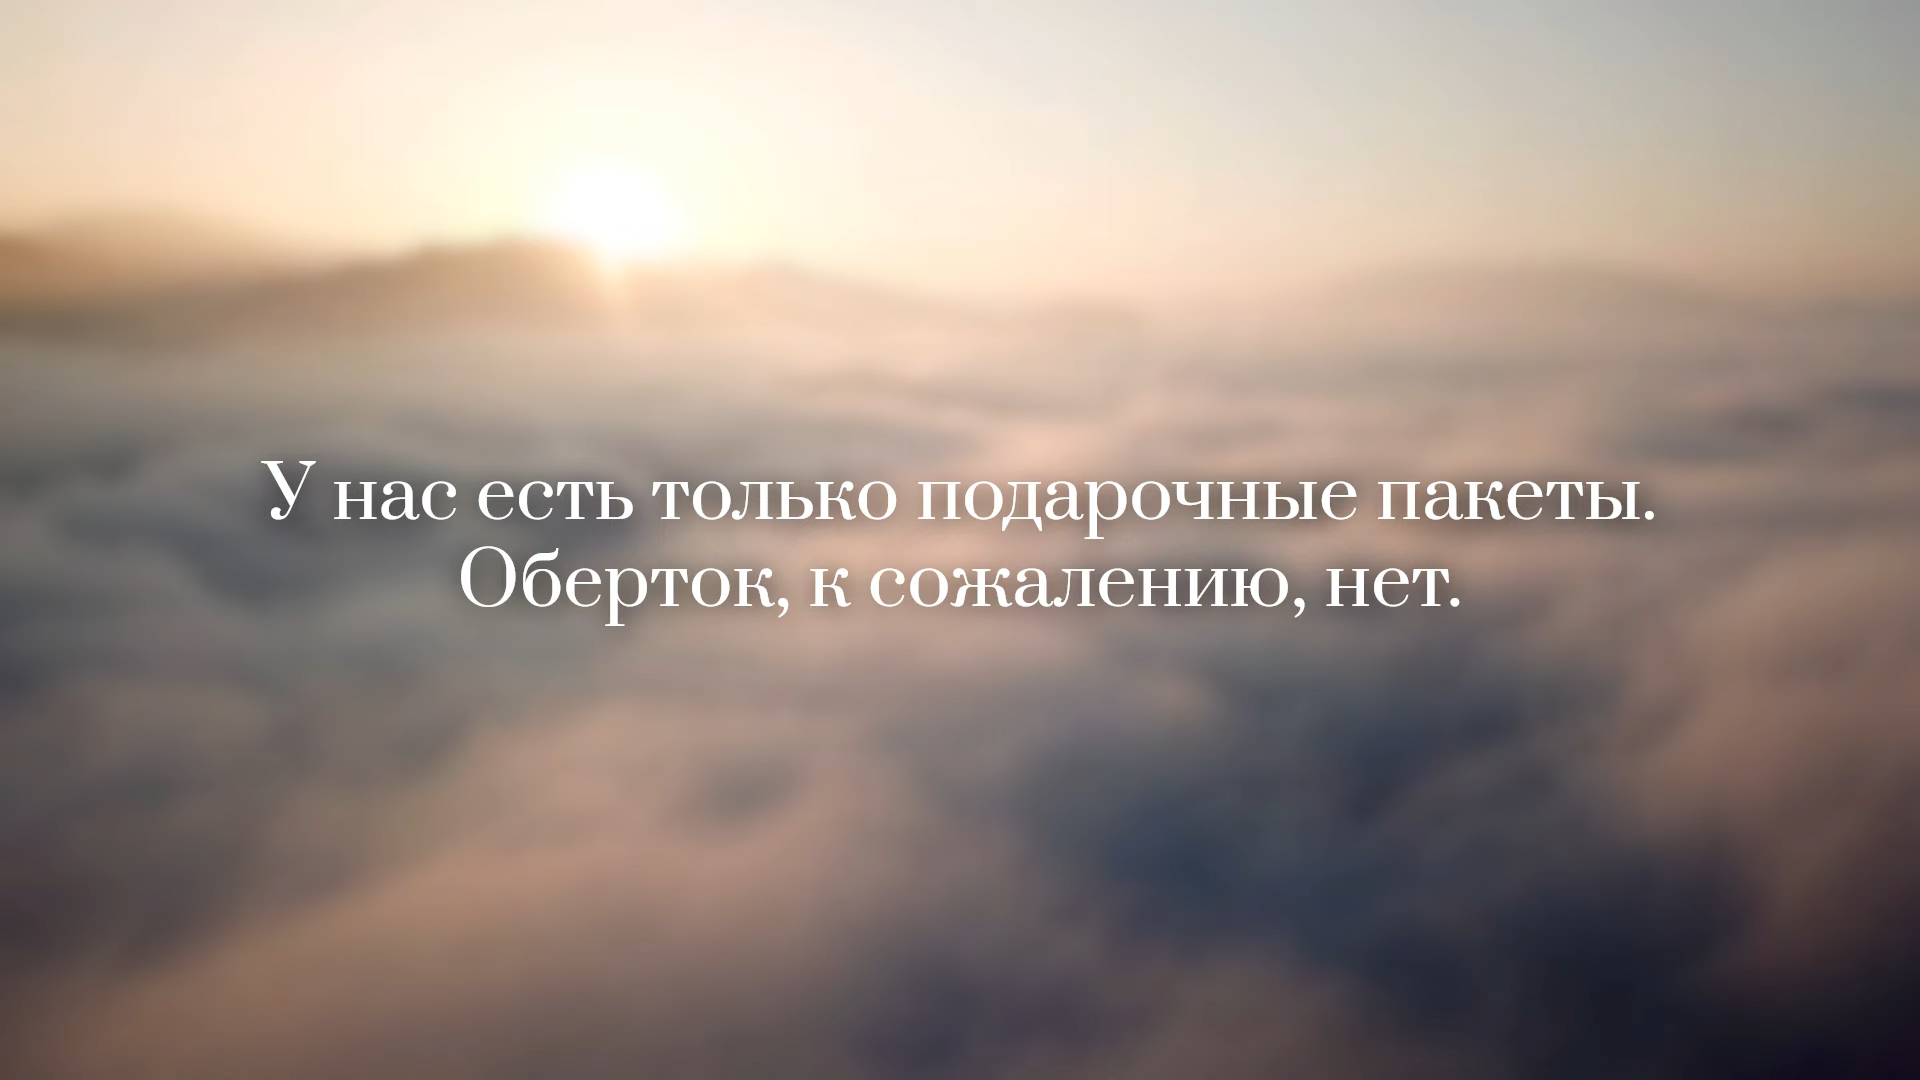 У нас есть только подарочные пакеты.
Оберток, к сожалению, нет.